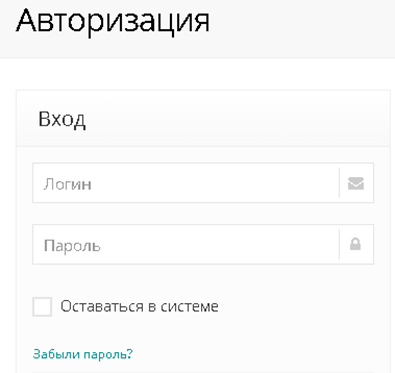 Авторизация
Вход
Логин
Пароль
Оставаться в системе
Забыли пароль?